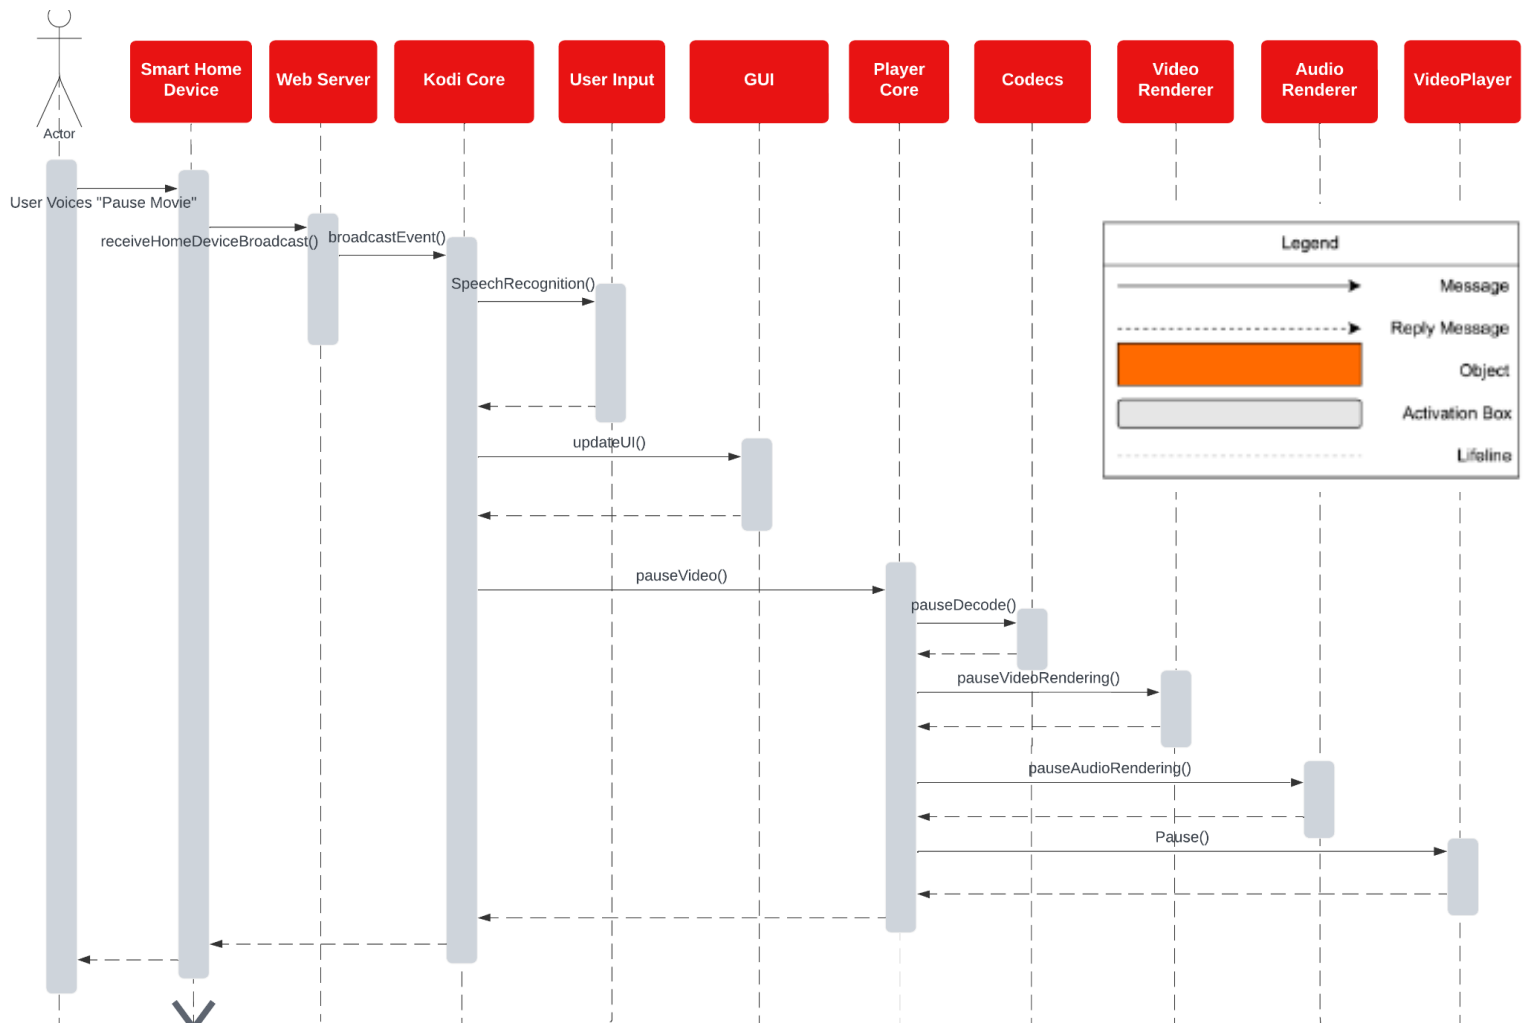 Actor
Smart Home
Device
Web Server
Kodi Core
User Input
GUI
Player
Core
Codecs
Video
Renderer
Audio
Renderer
VideoPlayer
User Voices "Pause Movie"
receiveHomeDeviceBroadcast()
broadcastEvent()
SpeechRecognition()
updateUI()
pauseVideo()
pauseDecode()
pauseVideoRendering()
pauseAudioRendering()
Pause()
Legend
Message
Reply Message
Object
Activation Box
Lifeline